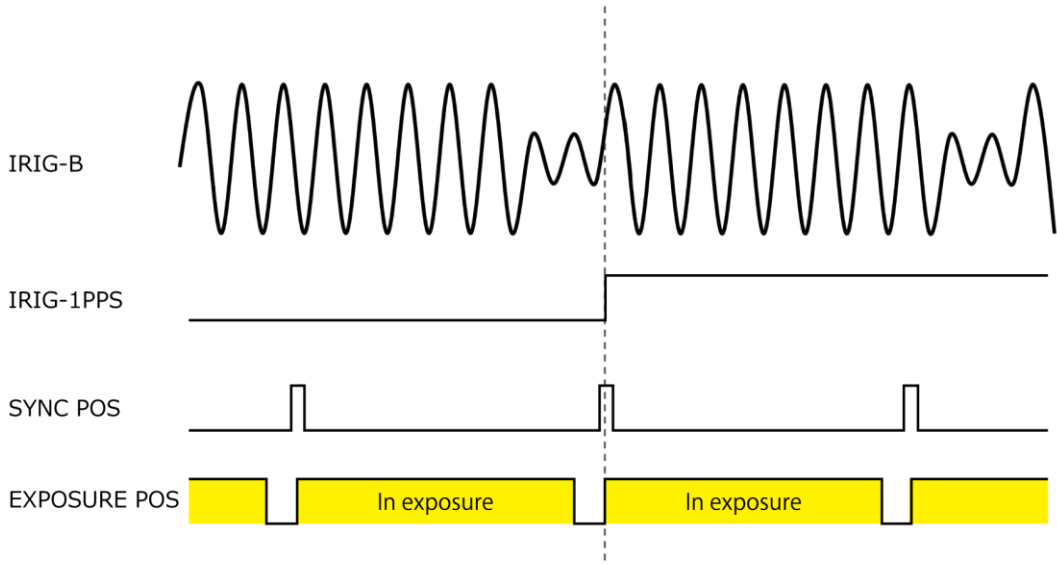 IRIG-B
IRIG-1PPS
SYNC POS
EXPOSURE POS
In exposure
In exposure